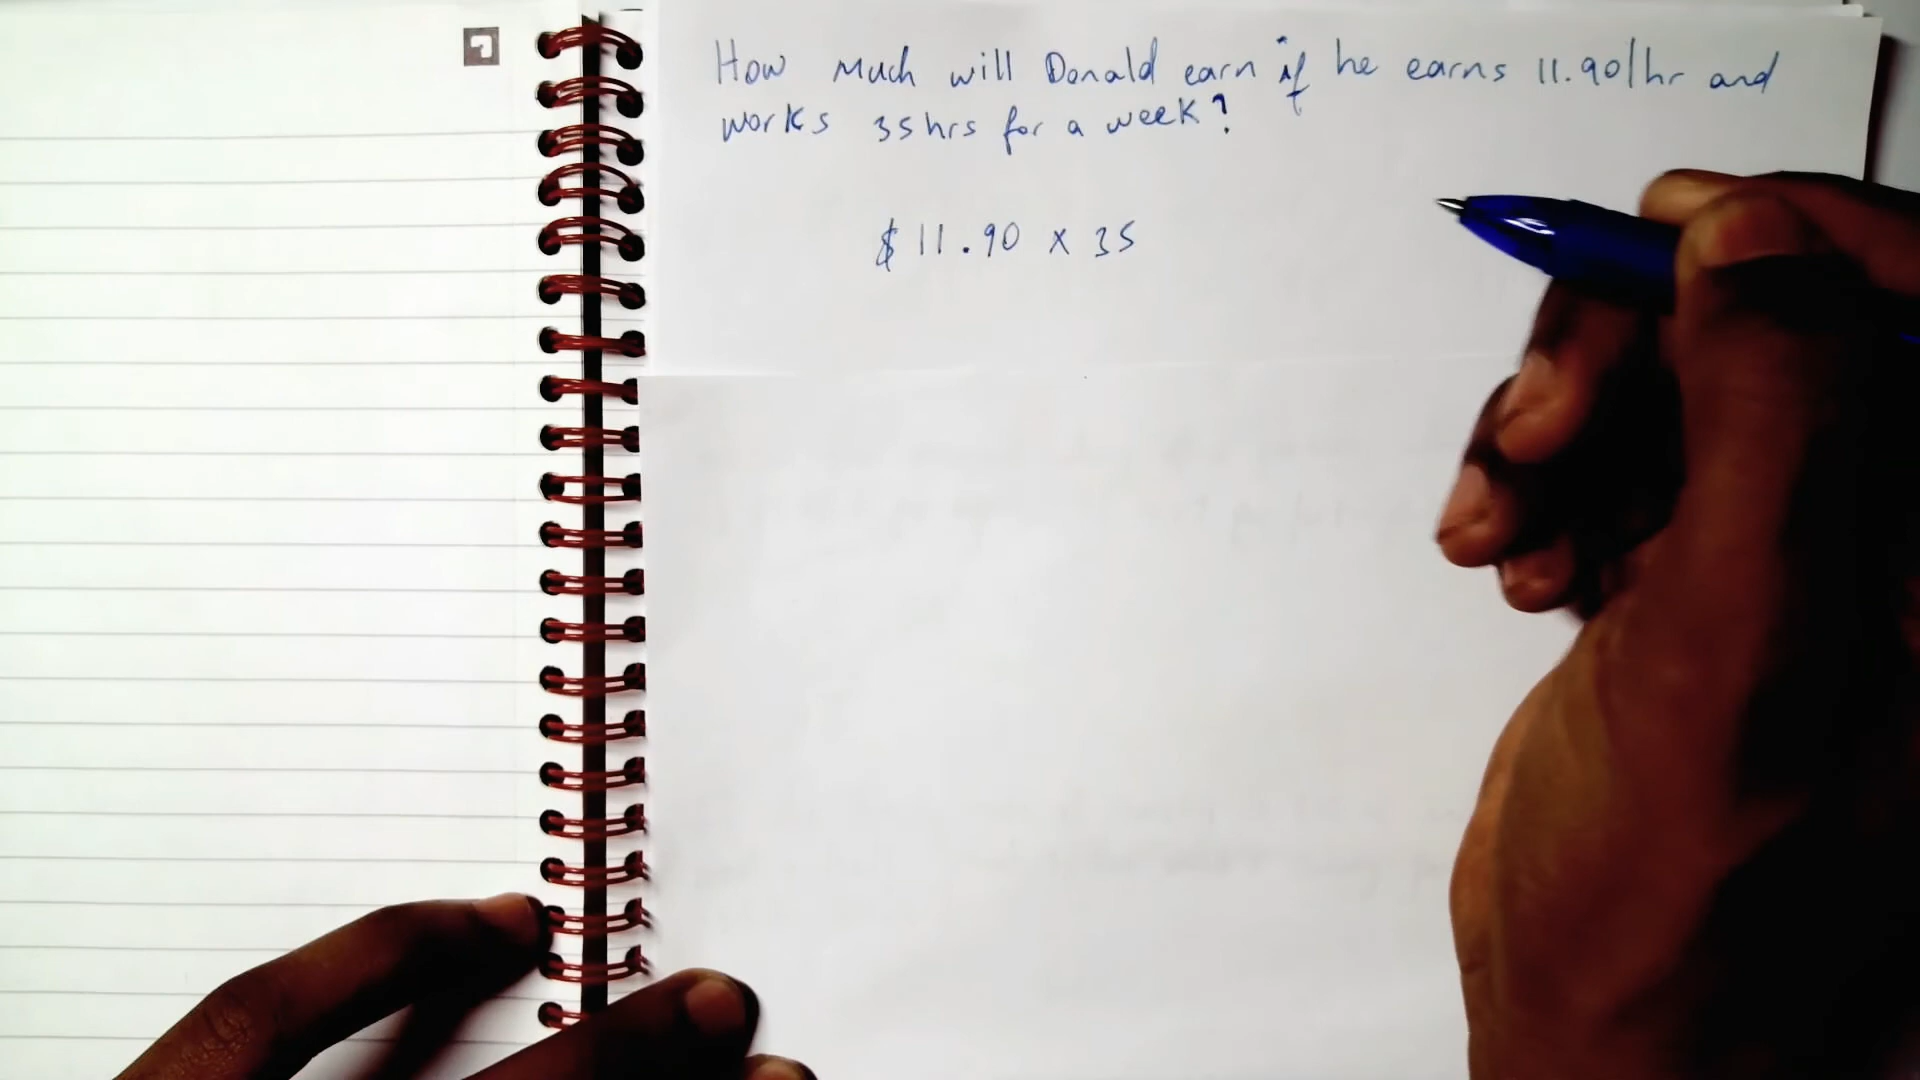 How much will Donald earn if he earns 11.90/hr and
works 35hrs for a week?
$11.90 x 35